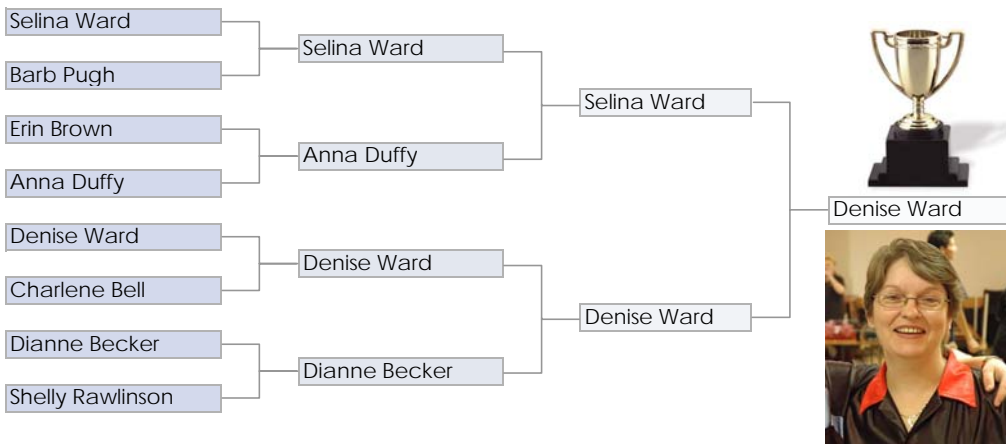 Selina Ward
Barb Pugh
Erin Brown
Anna Duffy
Denise Ward
Charlene Bell
Dianne Becker
Shelly Rawlinson
Selina Ward
Anna Duffy
Denise Ward
Dianne Becker
Selina Ward
Denise Ward
Denise Ward